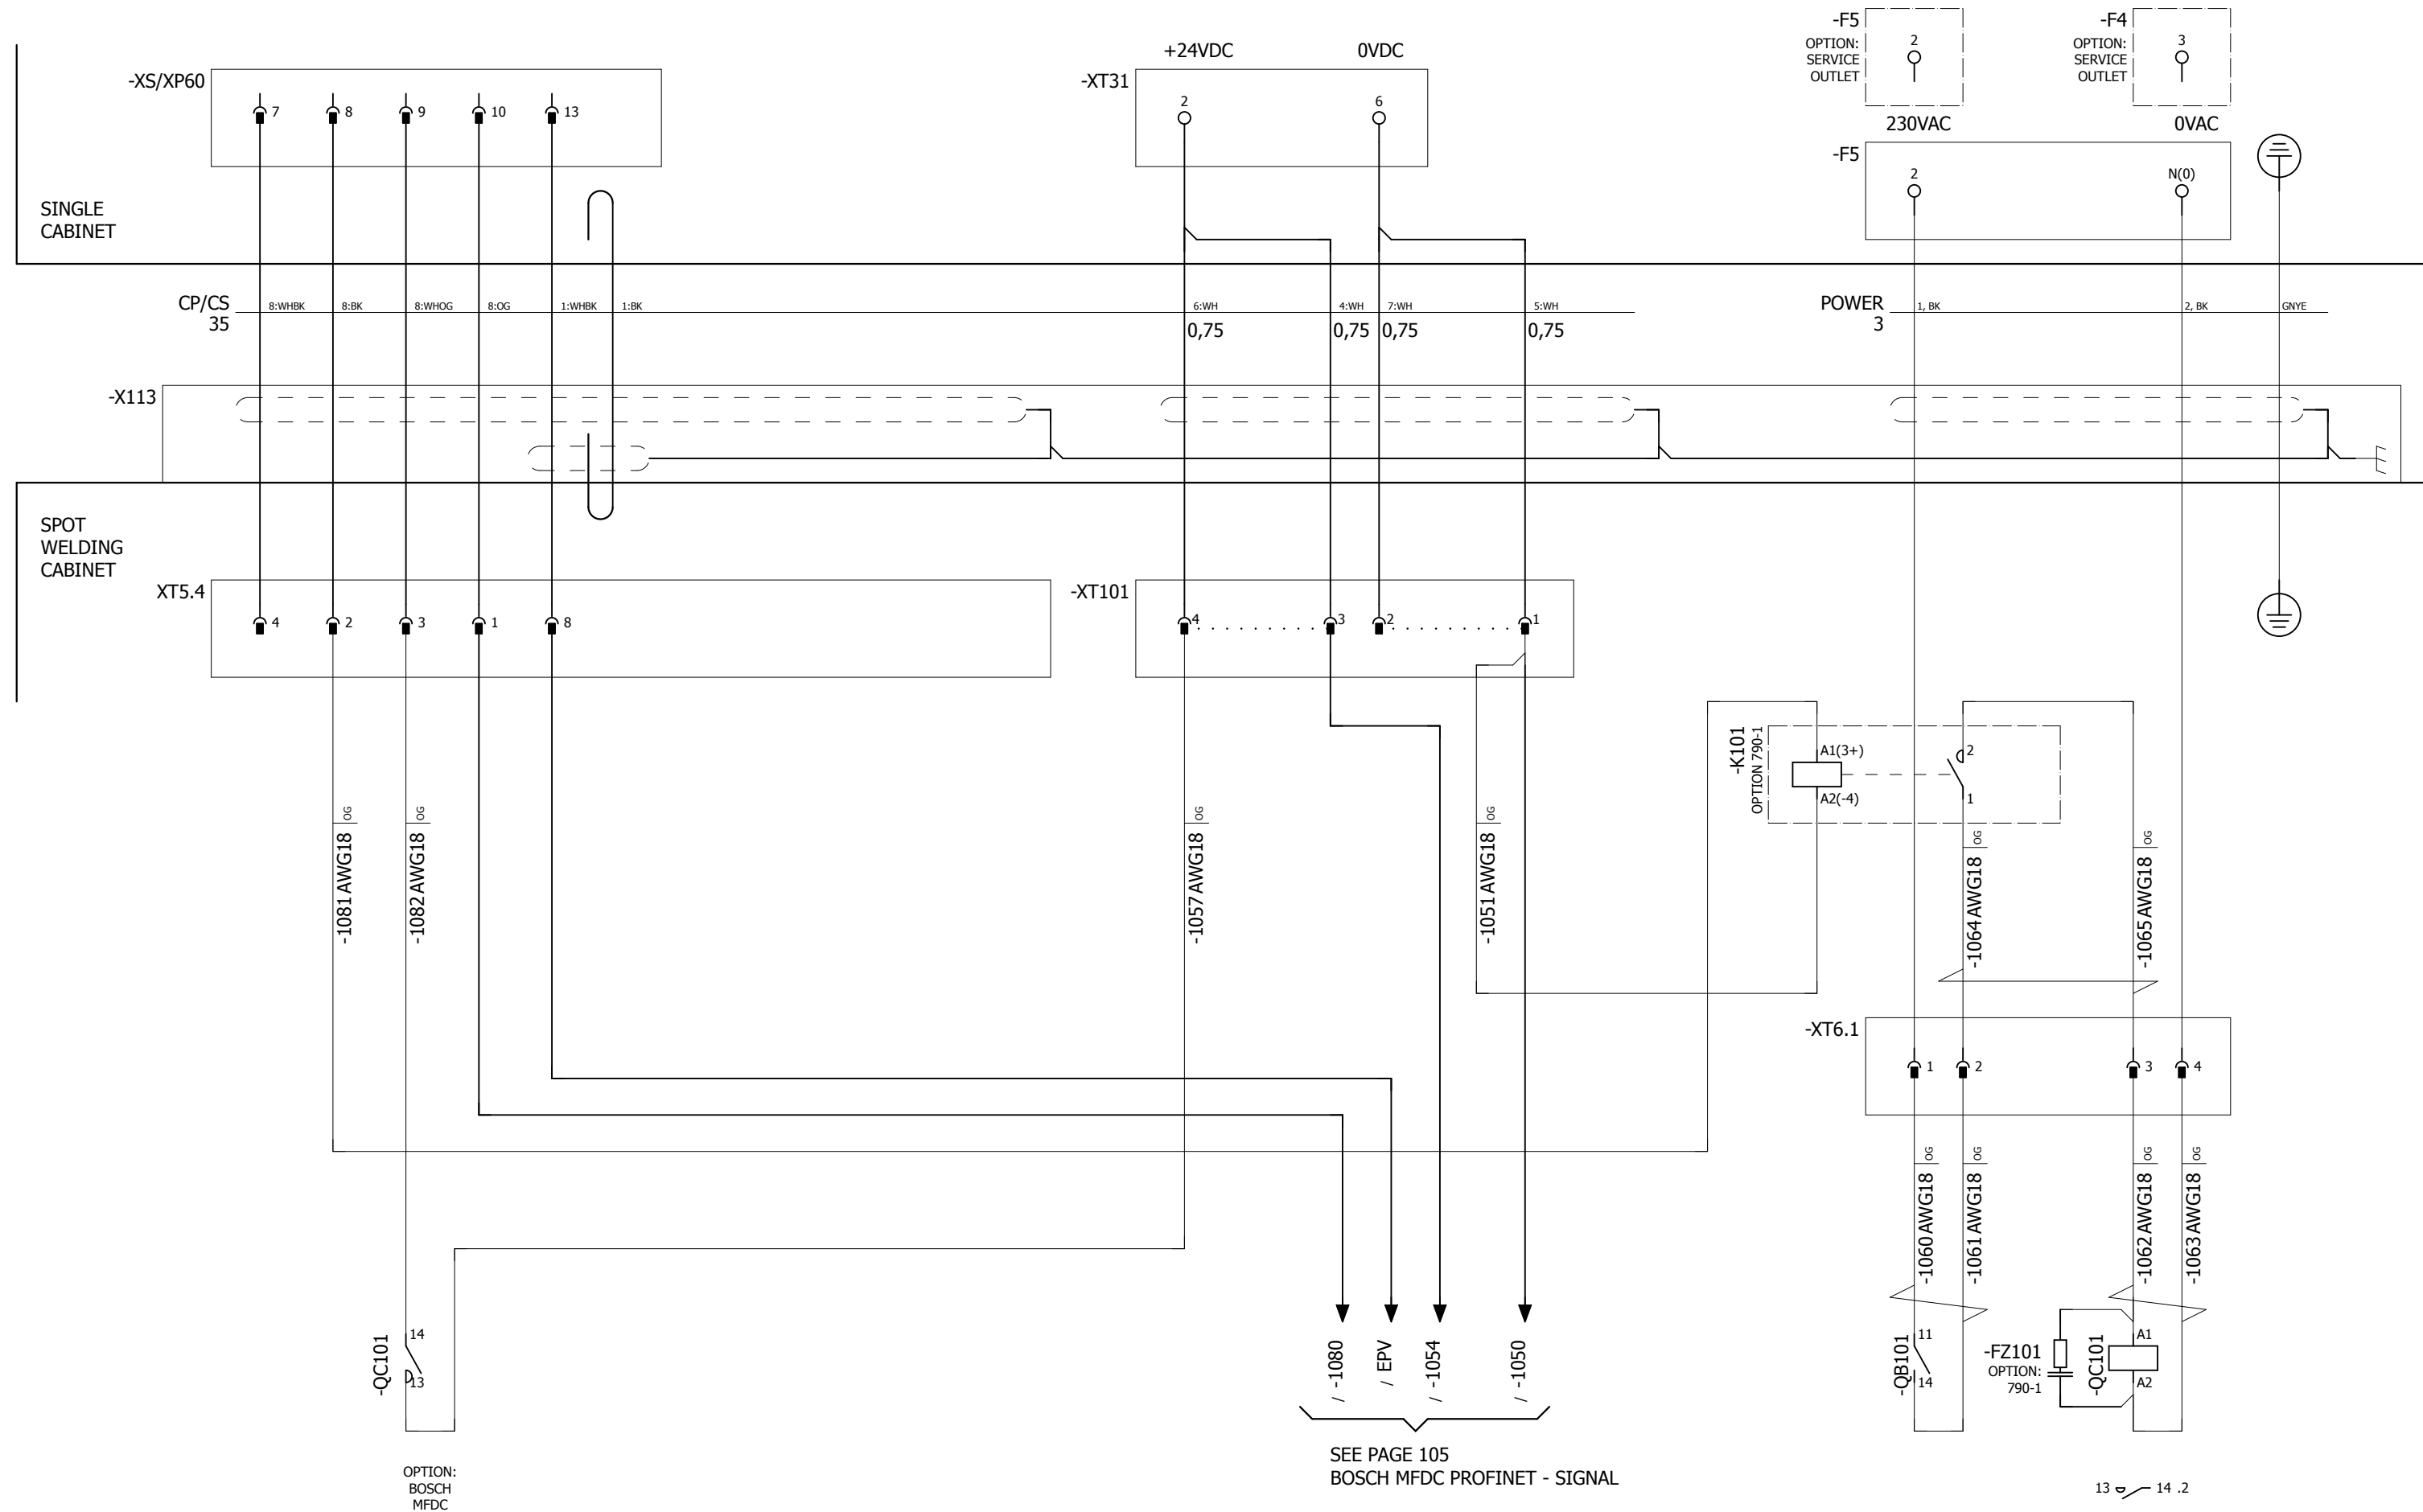 -F5
OPTION:
SERVICE
OUTLET
2
-F4
OPTION:
SERVICE
OUTLET
3
+24VDC
0VDC
-XS/XP60
7
8
9
10
13
-XT31
2
6
230VAC
0VAC
-F5
2
N(0)
SINGLE
CABINET
CP/CS
35
8:WHBK
8:BK
8:WHOG
8:OG
1:WHBK
1:BK
6:WH
4:WH
7:WH
5:WH
0,75
0,75
0,75
0,75
POWER
3
1, BK
2, BK
GNYE
-X113
SPOT
WELDING
CABINET
XT5.4
4
2
3
1
8
-XT101
4
3
2
1
-K101
OPTION 790-1
A1(3+)
A2(-4)
2
1
-1081 AWG18 OG
-1082 AWG18 OG
-1057 AWG18 OG
-1051 AWG18 OG
-1064 AWG18 OG
-1065 AWG18 OG
-XT6.1
1
2
3
4
-1060 AWG18 OG
-1061 AWG18 OG
-1062 AWG18 OG
-1063 AWG18 OG
-QC101
14
13
/ -1080
/ EPV
/ -1054
/ -1050
-QB101
11
14
-FZ101
OPTION:
790-1
-QC101
A1
A2
SEE PAGE 105
BOSCH MFDC PROFINET - SIGNAL
OPTION:
BOSCH
MFDC
13 14 .2